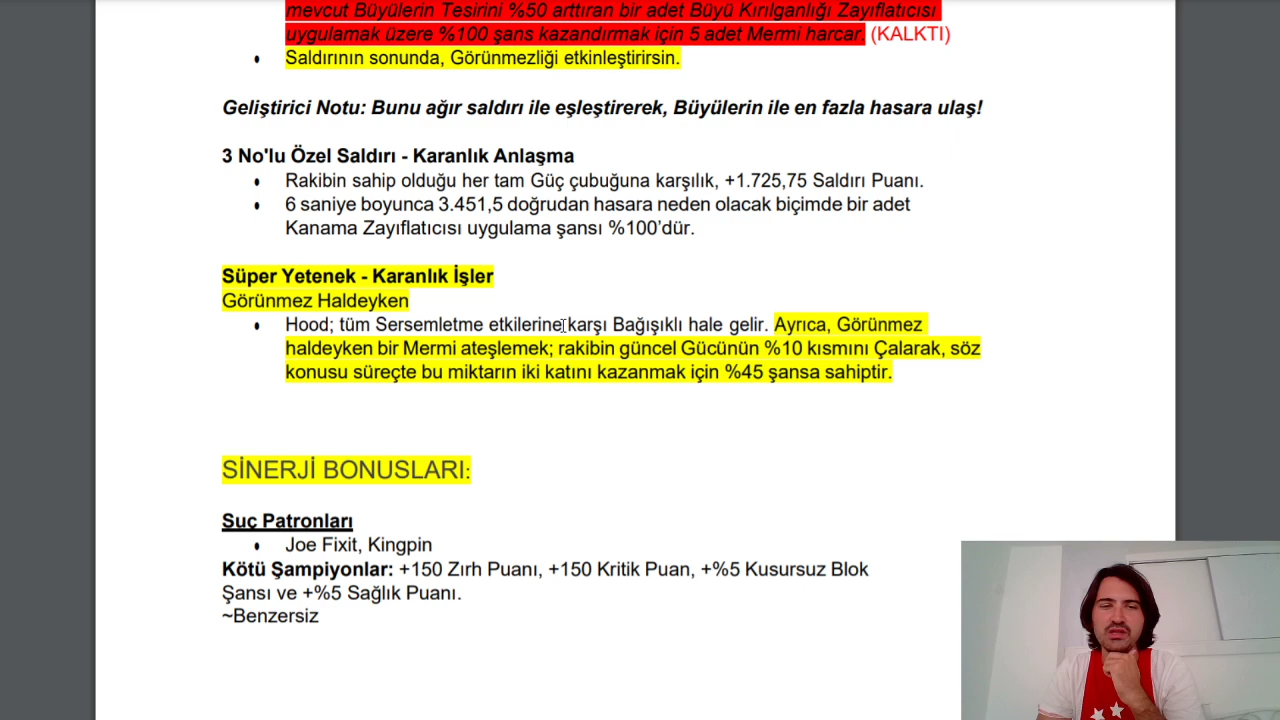 mevcut Büyülerin Tesirini %50 arttıran bir adet Büyü Kırılganlığı Zayıflatıcısı
uygulamak üzere %100 şans kazandırmak için 5 adet Mermi harcar. (KALKTI)
• Saldırının sonunda, Görünmezliği etkinleştirirsin.
Geliştirici Notu: Bunu ağır saldırı ile eşleştirerek, Büyülerin ile en fazla hasara ulaş!
3 No'lu Özel Saldırı - Karanlık Anlaşma
• Rakibin sahip olduğu her tam Güç çubuğuna karşılık, +1.725,75 Saldırı Puanı.
• 6 saniye boyunca 3.451,5 doğrudan hasara neden olacak biçimde bir adet
Kanama Zayıflatıcısı uygulama şansı %100’dür.
Süper Yetenek - Karanlık İşler
Görünmez Haldeyken
• Hood; tüm Sersemletme etkilerine karşı Bağışıklı hale gelir. Ayrıca, Görünmez
haldeyken bir Mermi ateşlemek; rakibin güncel Gücünün %10 kısmını Çalarak, söz
konusu süreçte bu miktarın iki katını kazanmak için %45 şansa sahiptir.
SİNERJİ BONUSLARI:
Suç Patronları
• Joe Fixit, Kingpin
Kötü Şampiyonlar: +150 Zırh Puanı, +150 Kritik Puan, +%5 Kusursuz Blok
Şansı ve +%5 Sağlık Puanı.
~Benzersiz